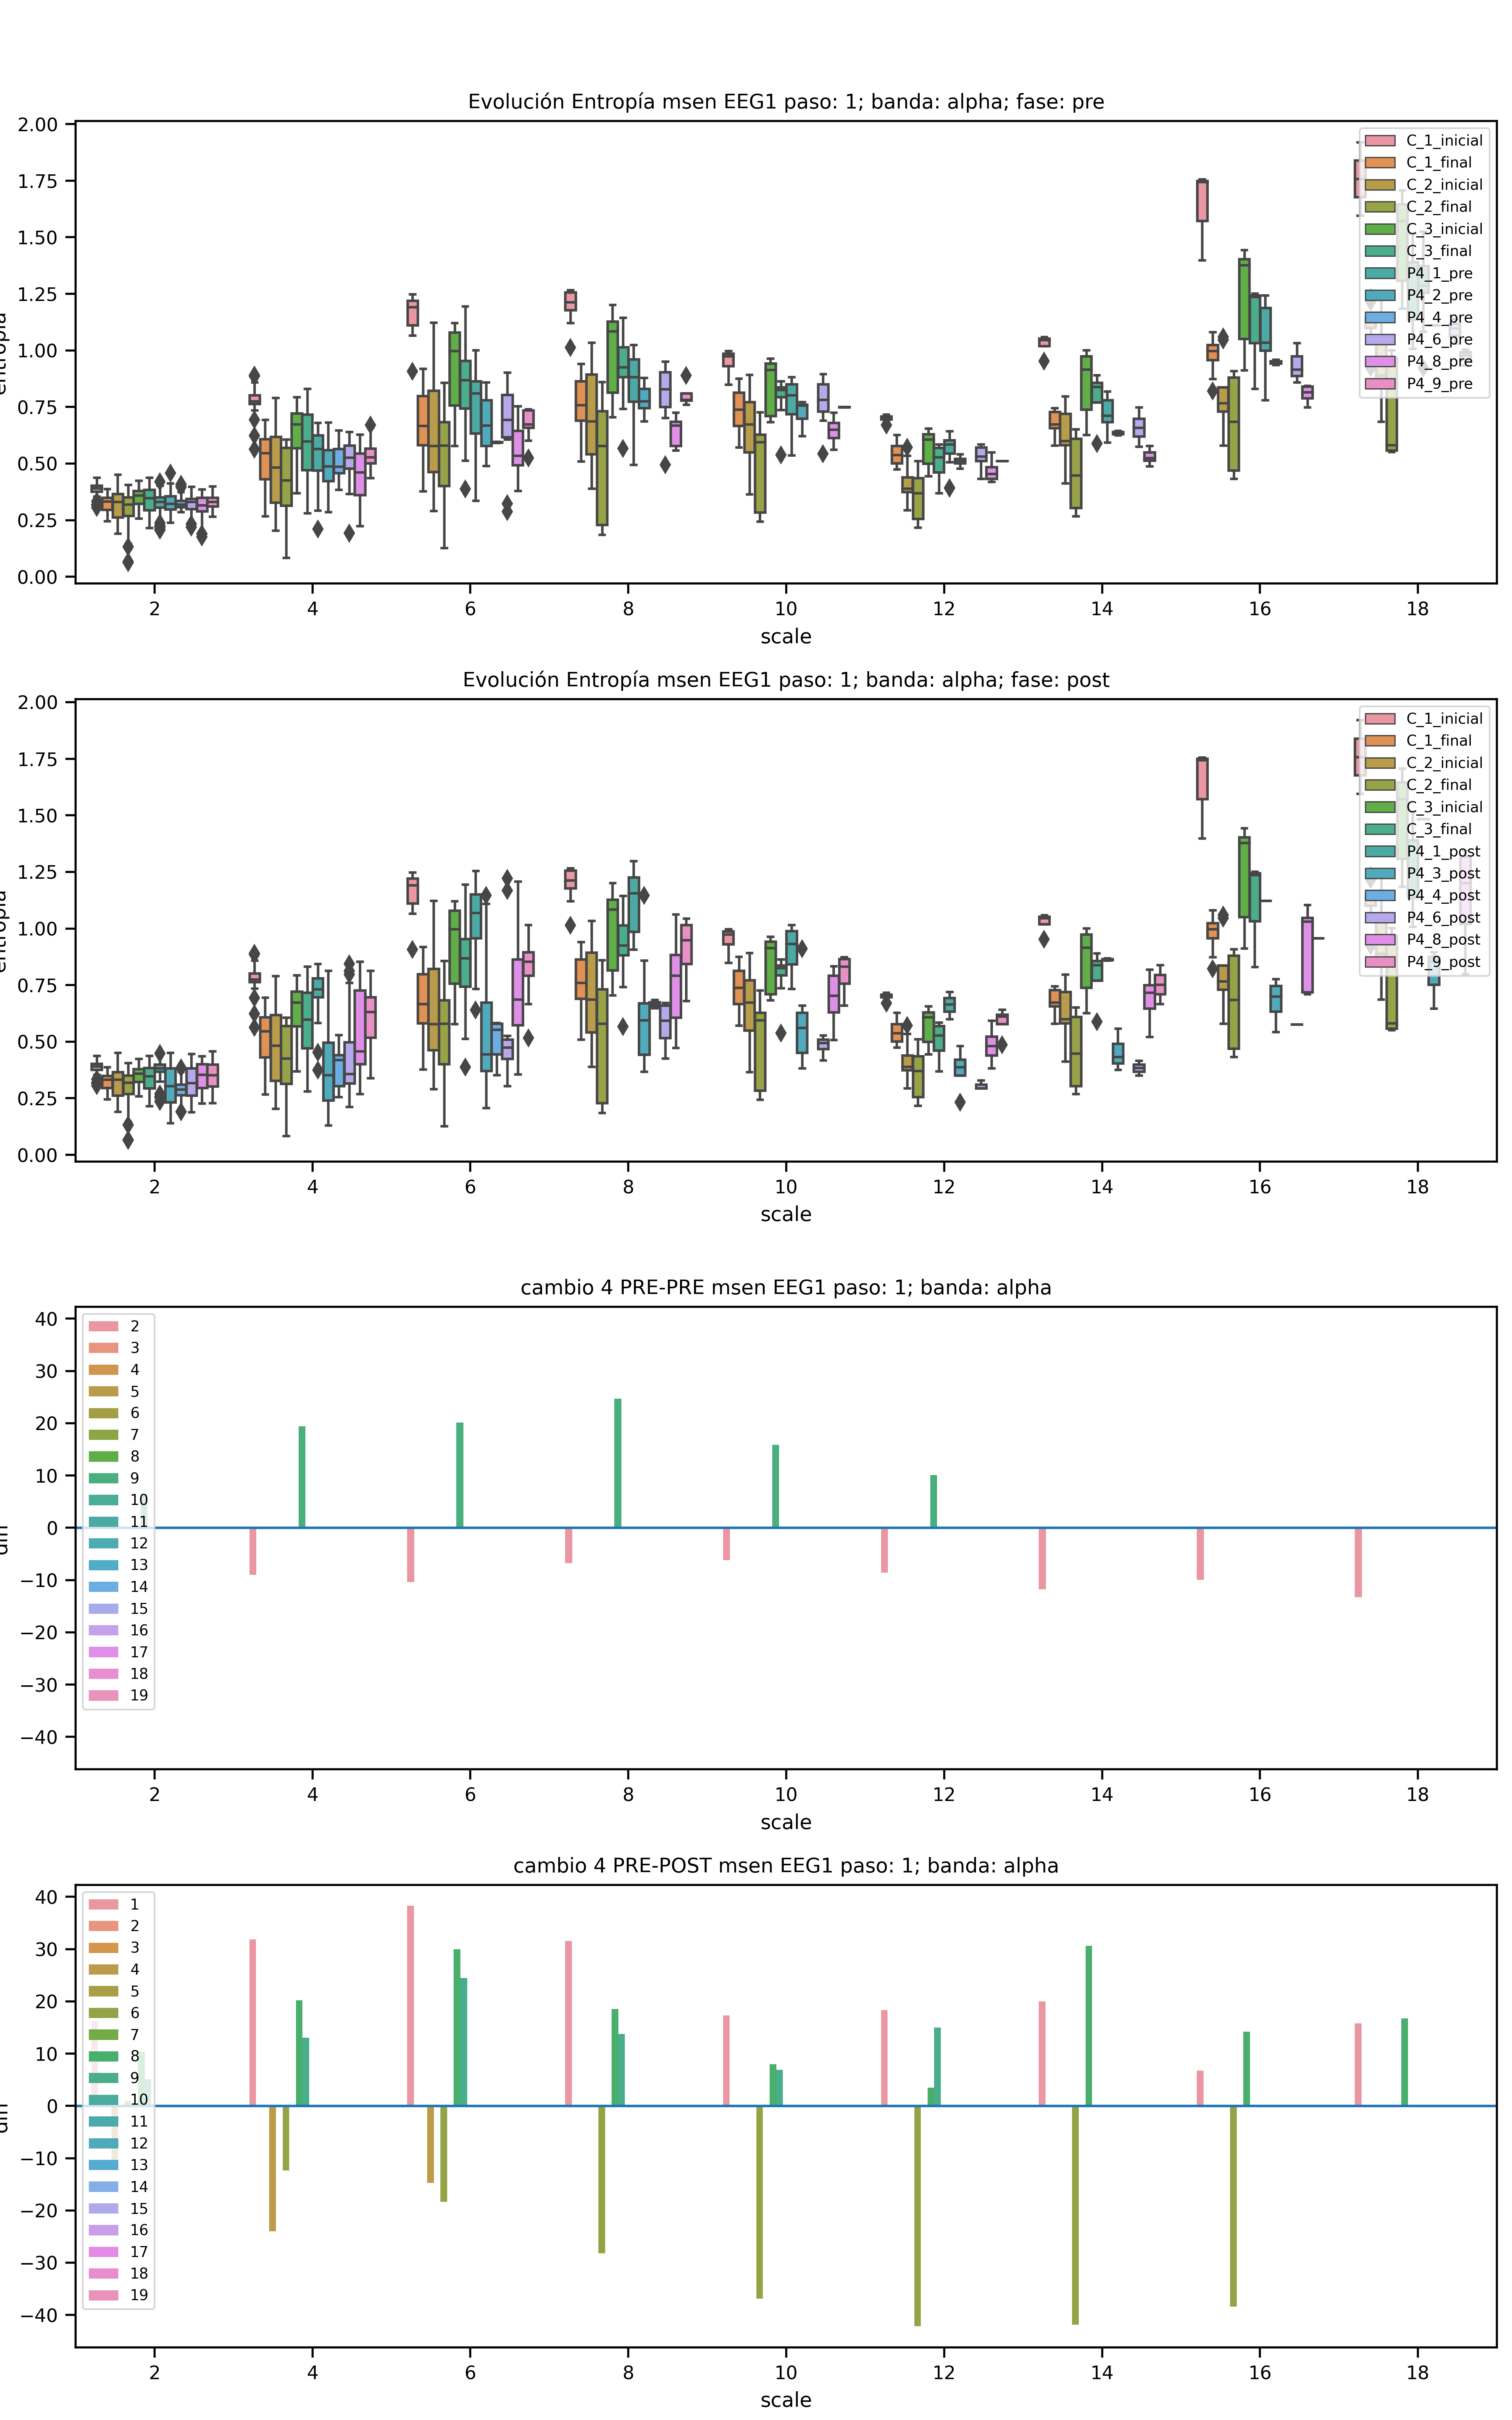 Evolución Entropía msen EEG1 paso: 1; banda: alpha; fase: pre
2.00
1.75
1.50
1.25
1.00
0.75
0.50
0.25
0.00
C_1_inicial
C_1_final
C_2_inicial
C_2_final
C_3_inicial
C_3_final
P4_1_pre
P4_2_pre
P4_4_pre
P4_6_pre
P4_8_pre
P4_9_pre
2 4 6 8 10 12 14 16 18
scale
Evolución Entropía msen EEG1 paso: 1; banda: alpha; fase: post
2.00
1.75
1.50
1.25
1.00
0.75
0.50
0.25
0.00
C_1_inicial
C_1_final
C_2_inicial
C_2_final
C_3_inicial
C_3_final
P4_1_post
P4_3_post
P4_4_post
P4_6_post
P4_8_post
P4_9_post
2 4 6 8 10 12 14 16 18
scale
cambio 4 PRE-PRE msen EEG1 paso: 1; banda: alpha
40
30
20
10
0
−10
−20
−30
−40
2
3
4
5
6
7
8
9
10
11
12
13
14
15
16
17
18
19
2 4 6 8 10 12 14 16 18
scale
cambio 4 PRE-POST msen EEG1 paso: 1; banda: alpha
40
30
20
10
0
−10
−20
−30
−40
1
2
3
4
5
6
7
8
9
10
11
12
13
14
15
16
17
18
19
2 4 6 8 10 12 14 16 18
scale